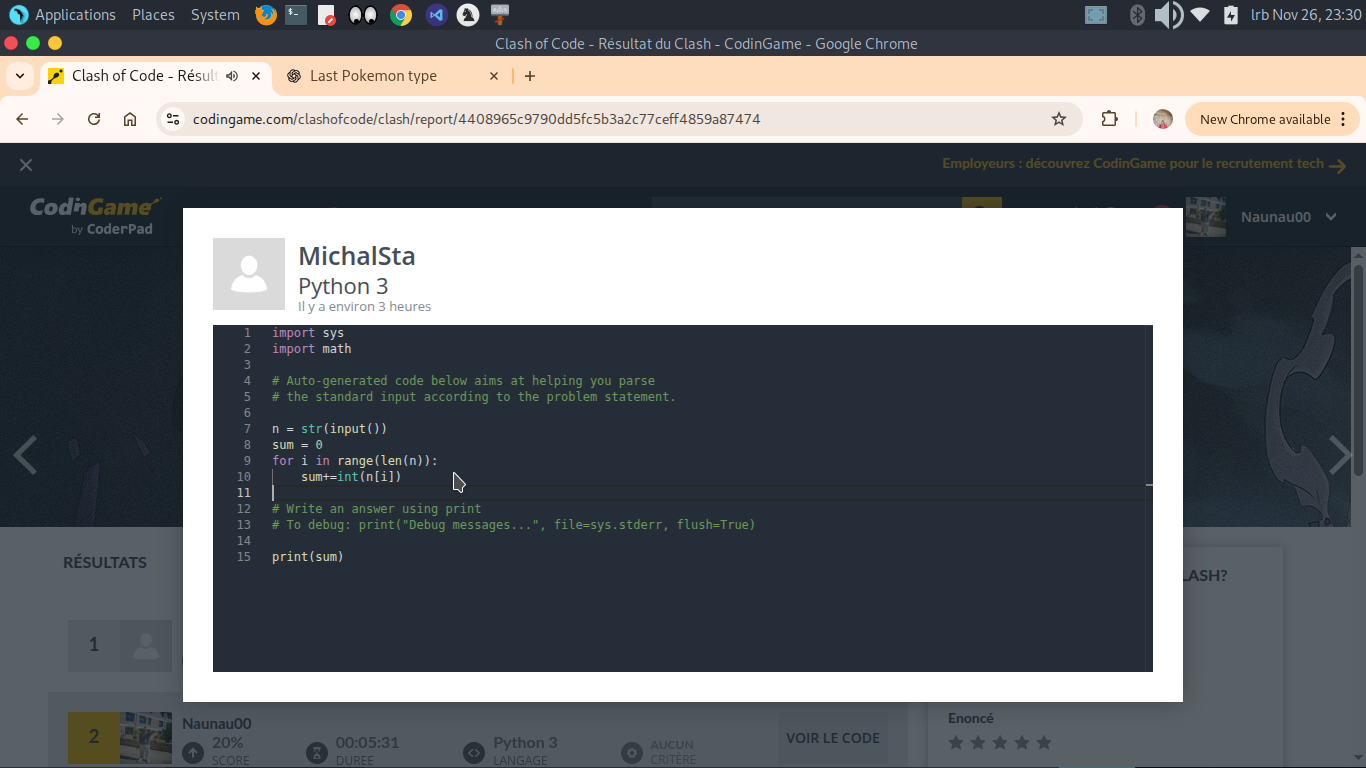 Applications Places System lrb Nov 26, 23:30
Clash of Code - Résultat du Clash - CodinGame - Google Chrome
Clash of Code - Résult Last Pokemon type
codingame.com/clashofcode/clash/report/4408965c9790dd5fc5b3a2c77ceff4859a87474 New Chrome available
Employeurs : découvrez CodinGame pour le recrutement tech
CodinGame
by CoderPad
Naunau00
MichalSta
Python 3
Il y a environ 3 heures
1 import sys
2 import math
3
4 # Auto-generated code below aims at helping you parse
5 # the standard input according to the problem statement.
6
7 n = str(input())
8 sum = 0
9 for i in range(len(n)):
10     sum+=int(n[i])
11
12 # Write an answer using print
13 # To debug: print("Debug messages...", file=sys.stderr, flush=True)
14
15 print(sum)
RÉSULTATS
LASH?
1
2 Naunau00
20% 00:05:31 Python 3 AUCUN
SCORE DUREE LANGAGE CRITÈRE
VOIR LE CODE
Enoncé